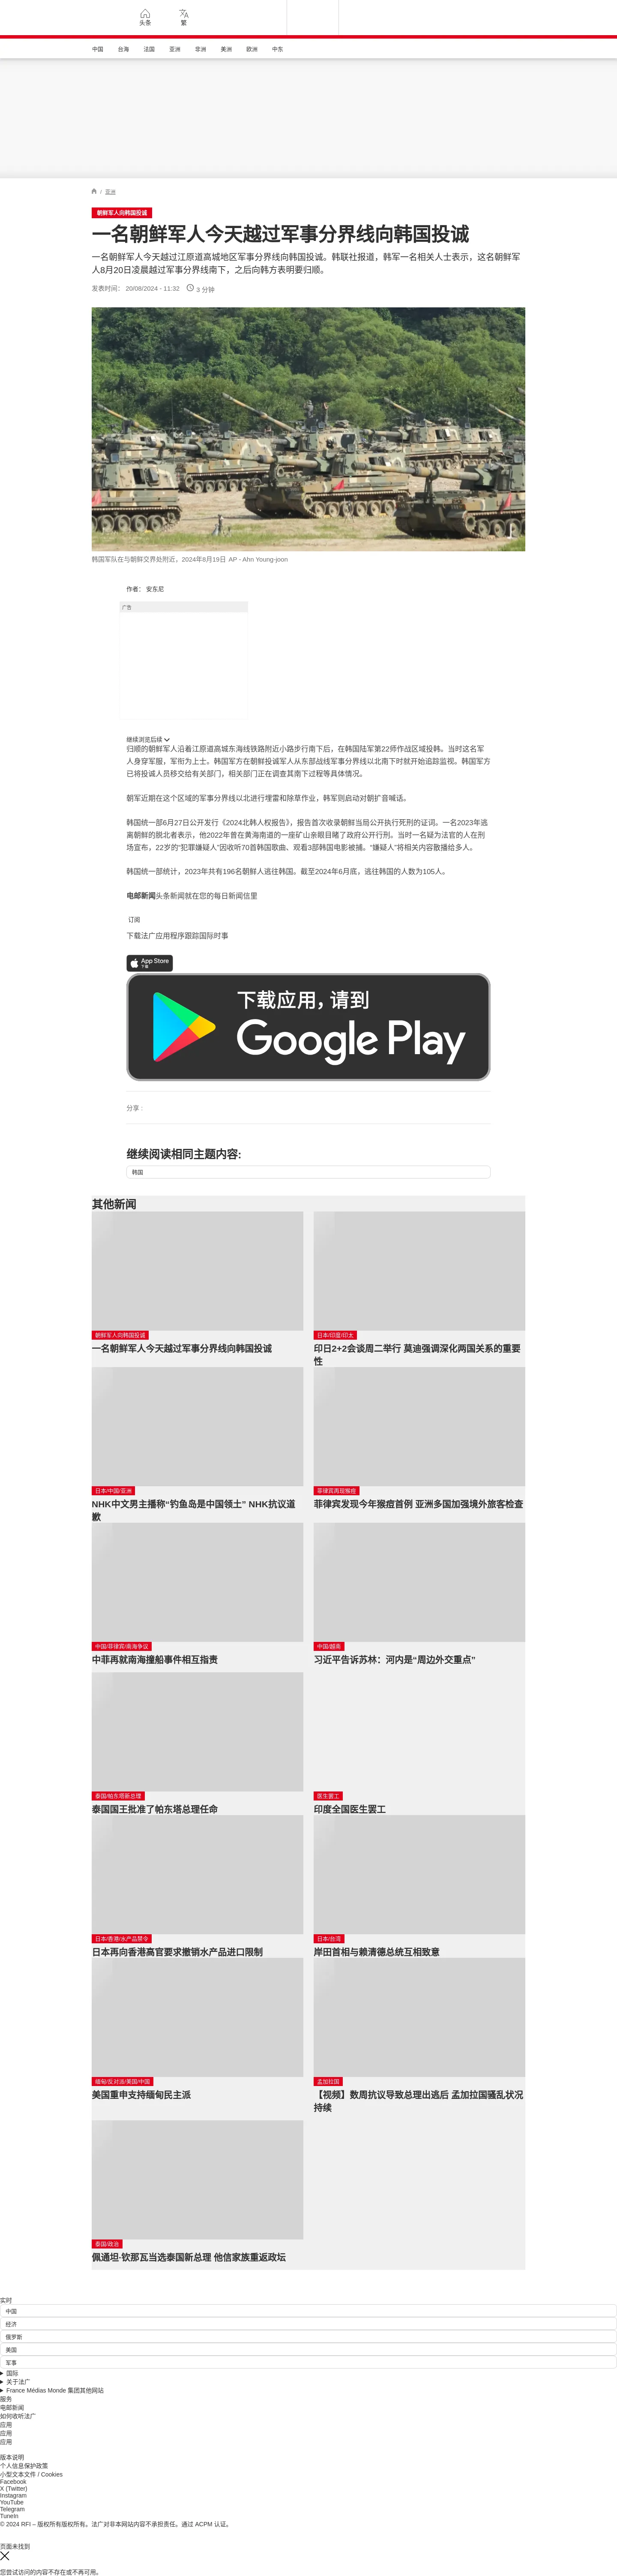 头条
繁
中国
台海
法国
亚洲
非洲
美洲
欧洲
中东
/ 亚洲
朝鲜军人向韩国投诚
一名朝鲜军人今天越过军事分界线向韩国投诚
一名朝鲜军人今天越过江原道高城地区军事分界线向韩国投诚。韩联社报道，韩军一名相关人士表示，这名朝鲜军
人8月20日凌晨越过军事分界线南下，之后向韩方表明要归顺。
发表时间： 20/08/2024 - 11:32 3 分钟
韩国军队在与朝鲜交界处附近，2024年8月19日 AP - Ahn Young-joon
作者： 安东尼
广告
继续浏览后续
归顺的朝鲜军人沿着江原道高城东海线铁路附近小路步行南下后，在韩国陆军第22师作战区域投韩。当时这名军
人身穿军服，军衔为上士。韩国军方在朝鲜投诚军人从东部战线军事分界线以北南下时就开始追踪监视。韩国军方
已将投诚人员移交给有关部门，相关部门正在调查其南下过程等具体情况。
朝军近期在这个区域的军事分界线以北进行埋雷和除草作业，韩军则启动对朝扩音喊话。
韩国统一部6月27日公开发行《2024北韩人权报告》，报告首次收录朝鲜当局公开执行死刑的证词。一名2023年逃
离朝鲜的脱北者表示，他2022年曾在黄海南道的一座矿山亲眼目睹了政府公开行刑。当时一名疑为法官的人在刑
场宣布，22岁的“犯罪嫌疑人”因收听70首韩国歌曲、观看3部韩国电影被捕。“嫌疑人”将相关内容散播给多人。
韩国统一部统计，2023年共有196名朝鲜人逃往韩国。截至2024年6月底，逃往韩国的人数为105人。
电邮新闻头条新闻就在您的每日新闻信里
订阅
下载法广应用程序跟踪国际时事
App Store
下载
下载应用，请到
Google Play
分享 :
继续阅读相同主题内容:
韩国
其他新闻
朝鲜军人向韩国投诚
一名朝鲜军人今天越过军事分界线向韩国投诚
日本/印度/印太
印日2+2会谈周二举行 莫迪强调深化两国关系的重要
性
日本/中国/亚洲
NHK中文男主播称“钓鱼岛是中国领土” NHK抗议道
歉
菲律宾再现猴痘
菲律宾发现今年猴痘首例 亚洲多国加强境外旅客检查
中国/菲律宾/南海争议
中菲再就南海撞船事件相互指责
中国/越南
习近平告诉苏林：河内是“周边外交重点”
泰国/帕东塔新总理
泰国国王批准了帕东塔总理任命
医生罢工
印度全国医生罢工
日本/香港/水产品禁令
日本再向香港高官要求撤销水产品进口限制
日本/台湾
岸田首相与赖清德总统互相致意
缅甸/反对派/美国/中国
美国重申支持缅甸民主派
孟加拉国
【视频】数周抗议导致总理出逃后 孟加拉国骚乱状况
持续
泰国/政治
佩通坦·钦那瓦当选泰国新总理 他信家族重返政坛
实时
中国
经济
俄罗斯
美国
军事
国际
关于法广
France Médias Monde 集团其他网站
服务
电邮新闻
如何收听法广
应用
应用
应用
版本说明
个人信息保护政策
小型文本文件 / Cookies
Facebook
X (Twitter)
Instagram
YouTube
Telegram
TuneIn
© 2024 RFI – 版权所有版权所有。法广对非本网站内容不承担责任。通过 ACPM 认证。
页面未找到
您尝试访问的内容不存在或不再可用。